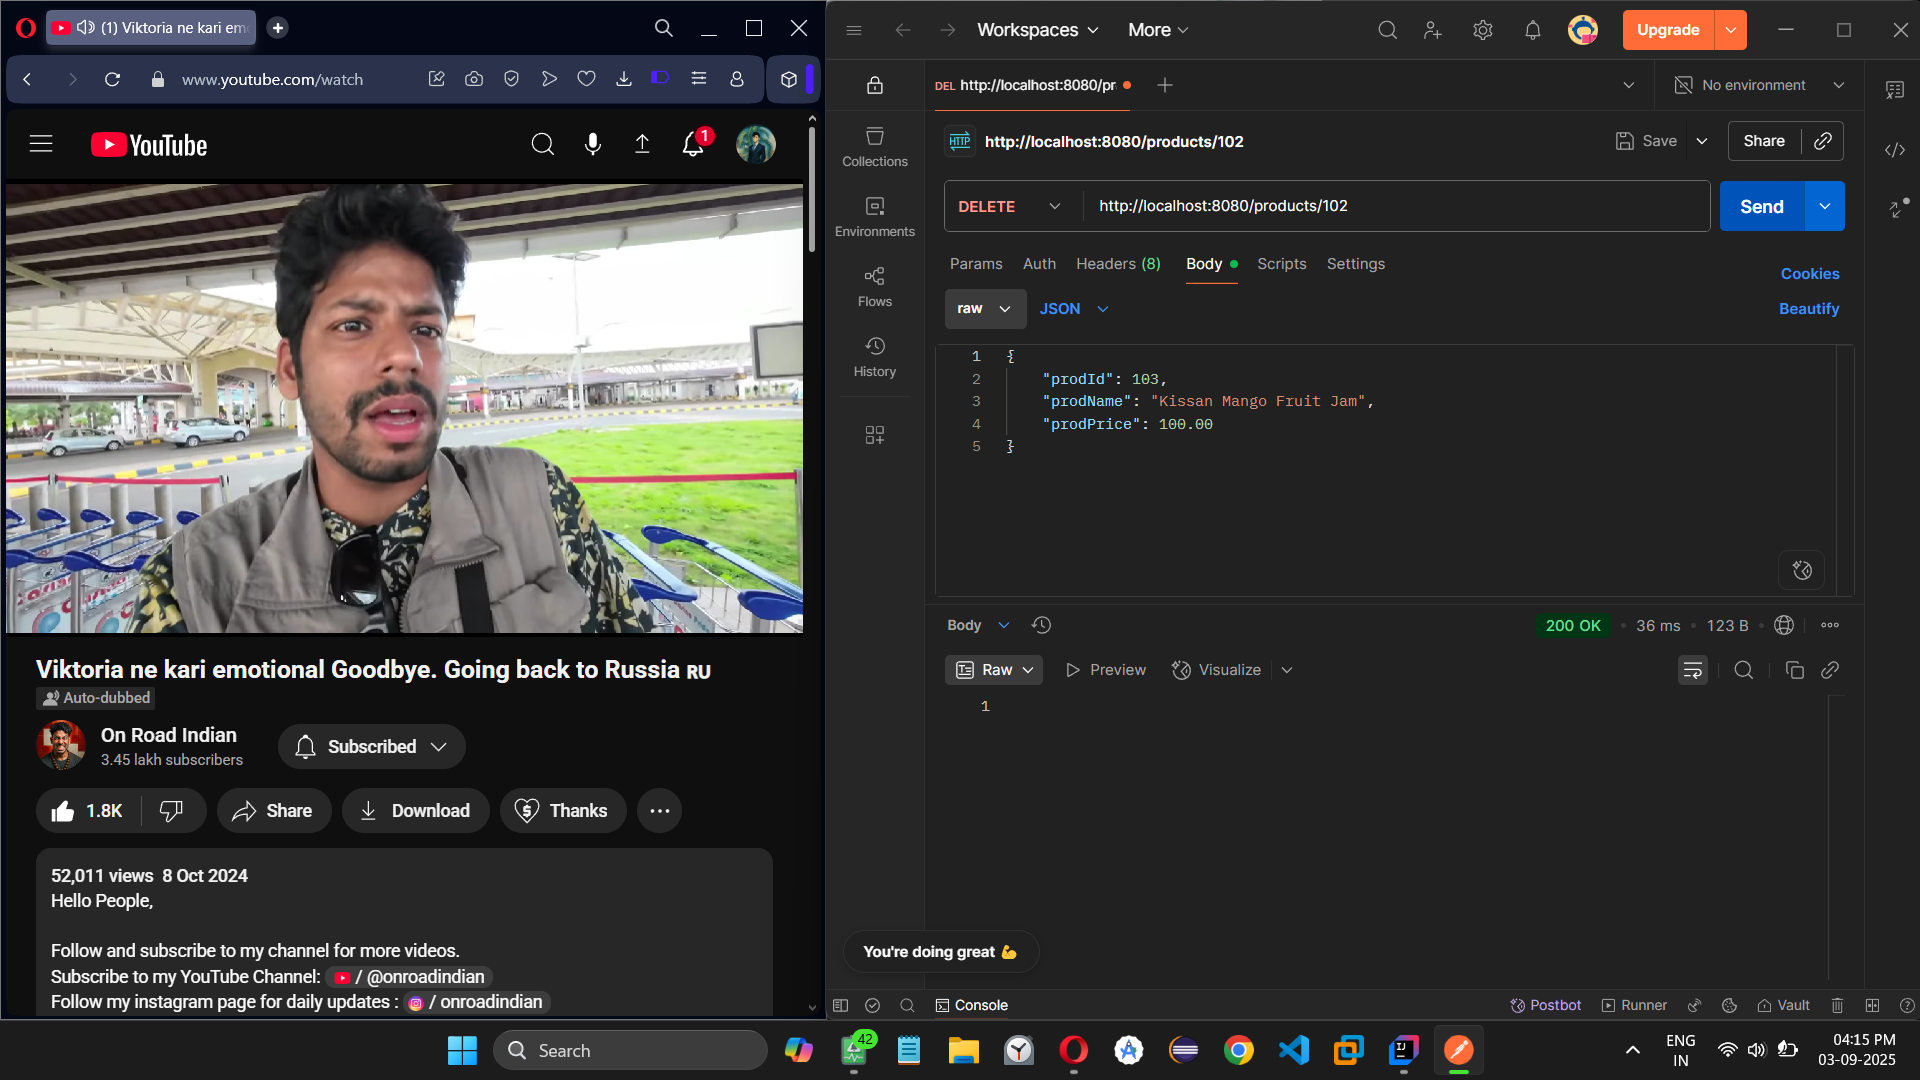 (1) Viktoria ne kari em
www.youtube.com/watch
YouTube
1
Viktoria ne kari emotional Goodbye. Going back to Russia RU
Auto-dubbed
On Road Indian
3.45 lakh subscribers
Subscribed
1.8K
Share
Download
Thanks
52,011 views 8 Oct 2024
Hello People,
Follow and subscribe to my channel for more videos.
Subscribe to my YouTube Channel: / @onroadindian
Follow my instagram page for daily updates : / onroadindian
Workspaces
More
Upgrade
DEL http://localhost:8080/pr
No environment
Collections
Environments
Flows
History
HTTP http://localhost:8080/products/102
Save
Share
DELETE
http://localhost:8080/products/102
Send
Params Auth Headers (8) Body Scripts Settings
Cookies
raw JSON
Beautify
1 {
2 "prodId": 103,
3 "prodName": "Kissan Mango Fruit Jam",
4 "prodPrice": 100.00
5 }
Body
200 OK • 36 ms • 123 B
Raw Preview Visualize
1
You're doing great 💪
Console
Postbot Runner Vault
Search
42
IJ
ENG
IN
04:15 PM
03-09-2025